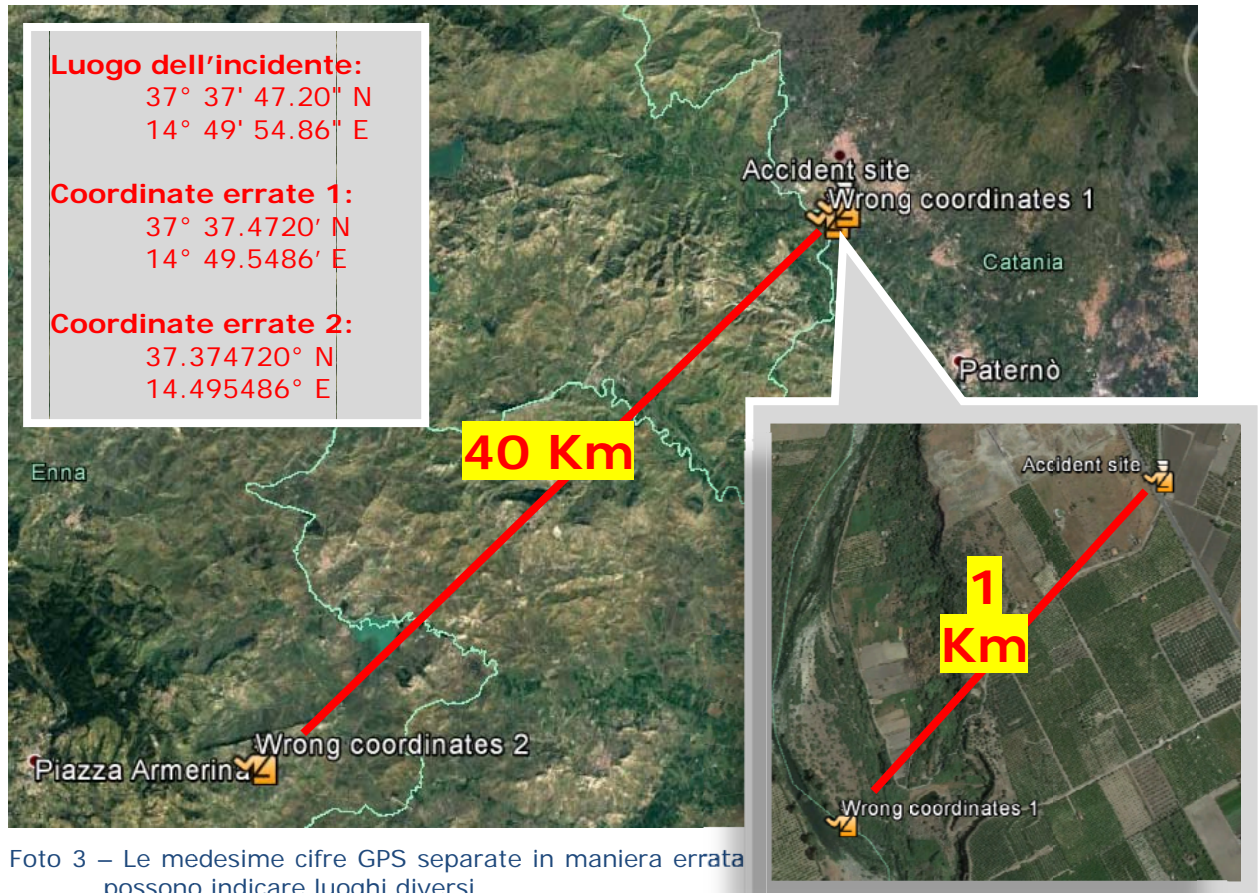 Luogo dell'incidente:
37° 37' 47.20" N
14° 49' 54.86" E
Coordinate errate 1:
37° 37.4720′ N
14° 49.5486′ E
Coordinate errate 2:
37.374720° N
14.495486° E
Accident site
Wrong coordinates 1
Catania
Paternò
40 Km
Enna
Wrong coordinates 2
Piazza Armerina
Accident site
1
Km
Wrong coordinates 1
Foto 3 – Le medesime cifre GPS separate in maniera errata
possono indicare luoghi diversi